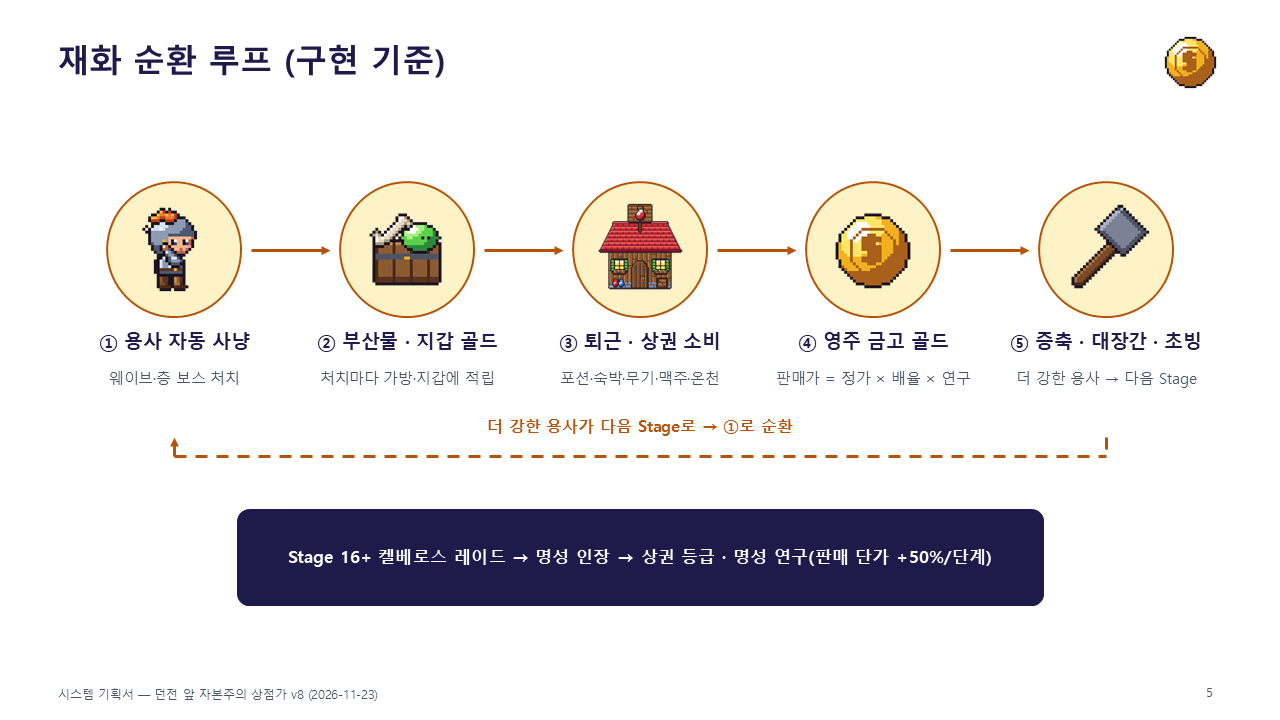 재화 순환 루프 (구현 기준)
① 용사 자동 사냥
② 부산물 · 지갑 골드
③ 퇴근 · 상권 소비
④ 영주 금고 골드
⑤ 증축 · 대장간 · 초빙
웨이브·층 보스 처치
처치마다 가방·지갑에 적립
포션·숙박·무기·맥주·온천
판매가 = 정가 × 배율 × 연구
더 강한 용사 → 다음 Stage
더 강한 용사가 다음 Stage로 → ①로 순환
Stage 16+ 켈베로스 레이드 → 명성 인장 → 상권 등급 · 명성 연구(판매 단가 +50%/단계)
시스템 기획서 — 던전 앞 자본주의 상점가 v8 (2026-11-23)
5